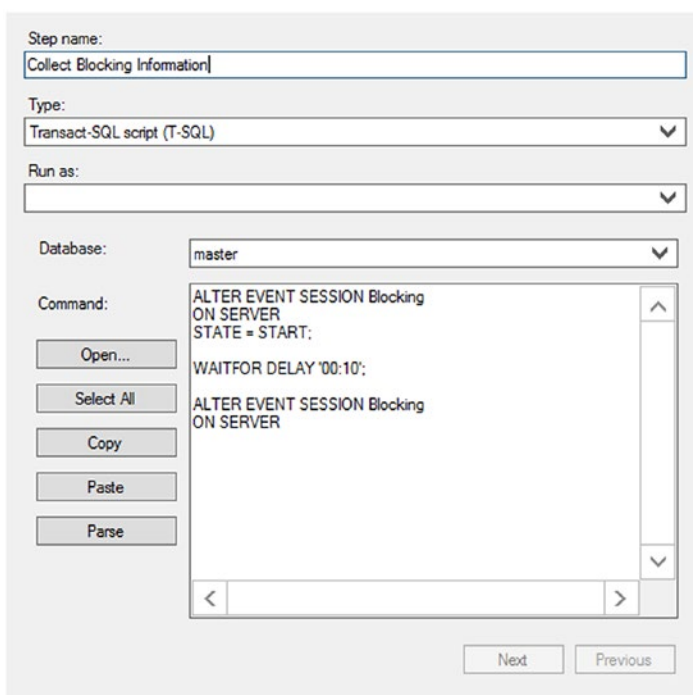 Step name:
Collect Blocking Information
Type:
Transact-SQL script (T-SQL)
Run as:
Database:
master
Command:
ALTER EVENT SESSION Blocking
ON SERVER
STATE = START;
WAITFOR DELAY '00:10';
ALTER EVENT SESSION Blocking
ON SERVER
Open...
Select All
Copy
Paste
Parse
Next
Previous